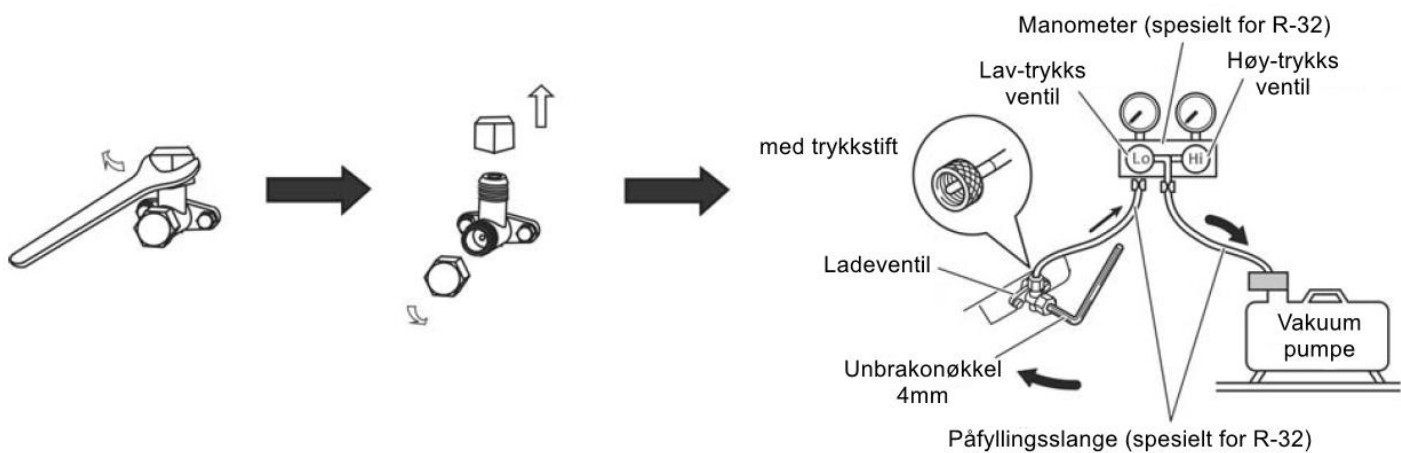 Manometer (spesielt for R-32)
Lav-trykks
ventil
Høy-trykks
ventil
med trykkstift
Lo
Hi
Ladeventil
Vakuum
pumpe
Unbrakonøkkel
4mm
Påfyllingsslange (spesielt for R-32)